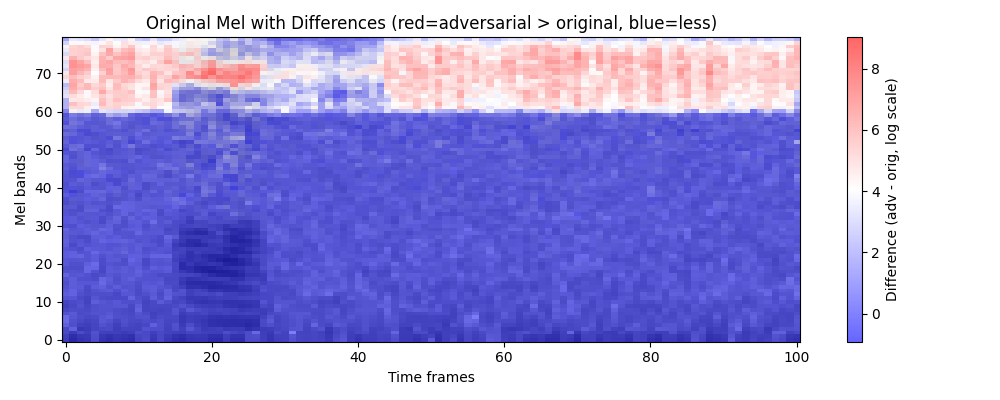 Original Mel with Differences (red=adversarial > original, blue=less)
Mel bands
70
60
50
40
30
20
10
0
0 20 40 60 80 100
Time frames
8
6
4
2
0
Difference (adv - orig, log scale)